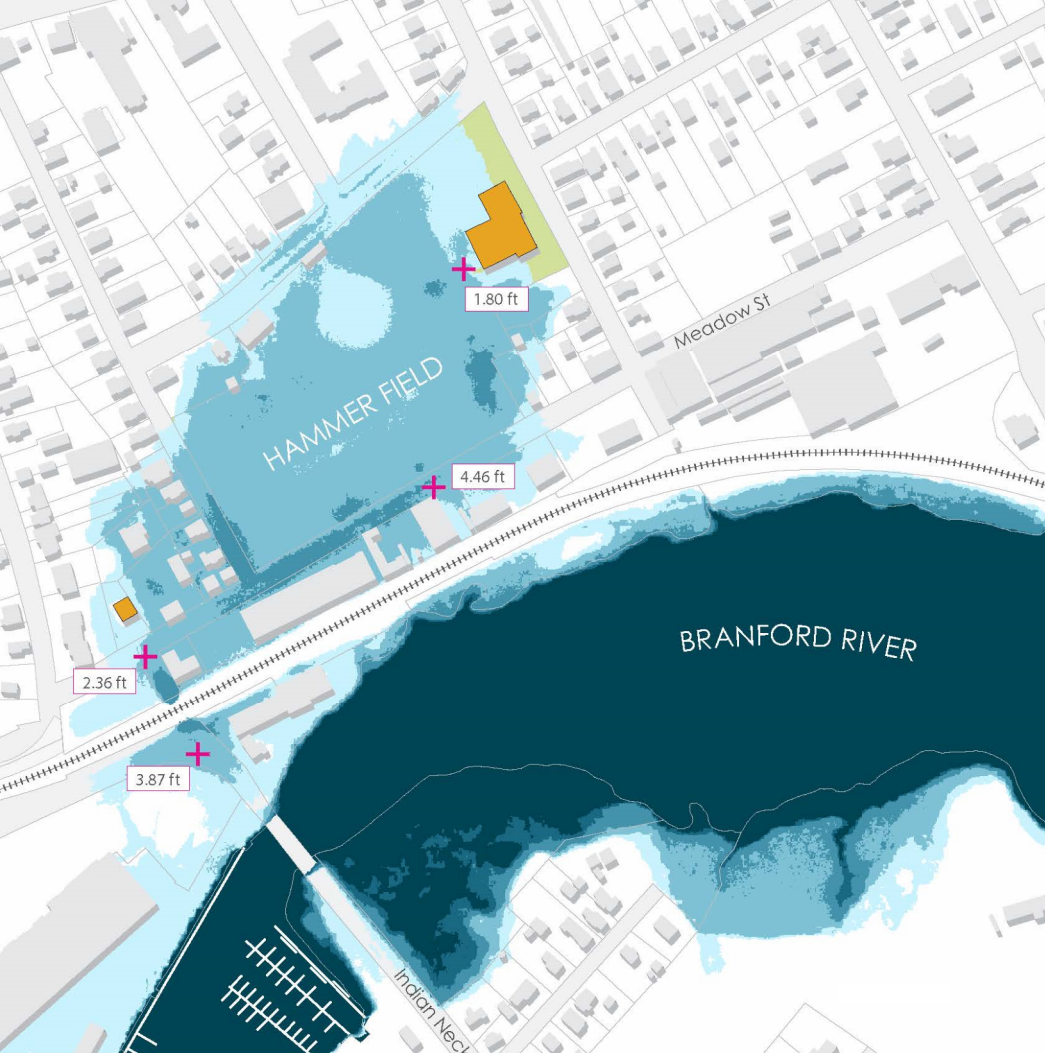 1.80 ft
Meadow St
HAMMER FIELD
4.46 ft
BRANFORD RIVER
2.36 ft
3.87 ft
Indian Neck